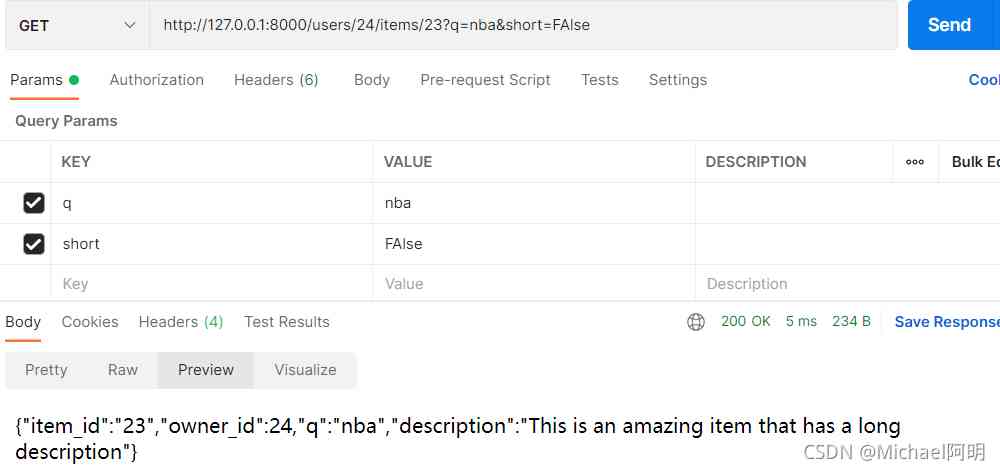 GET http://127.0.0.1:8000/users/24/items/23?q=nba&short=FAlse Send
Params Authorization Headers (6) Body Pre-request Script Tests Settings Cool
Query Params
KEY VALUE DESCRIPTION ooo Bulk Ec
q nba
short FAlse
Key Value Description
Body Cookies Headers (4) Test Results 200 OK 5 ms 234 B Save Response
Pretty Raw Preview Visualize
{"item_id":"23","owner_id":24,"q":"nba","description":"This is an amazing item that has a long
description"}
CSDN @Michael阿明